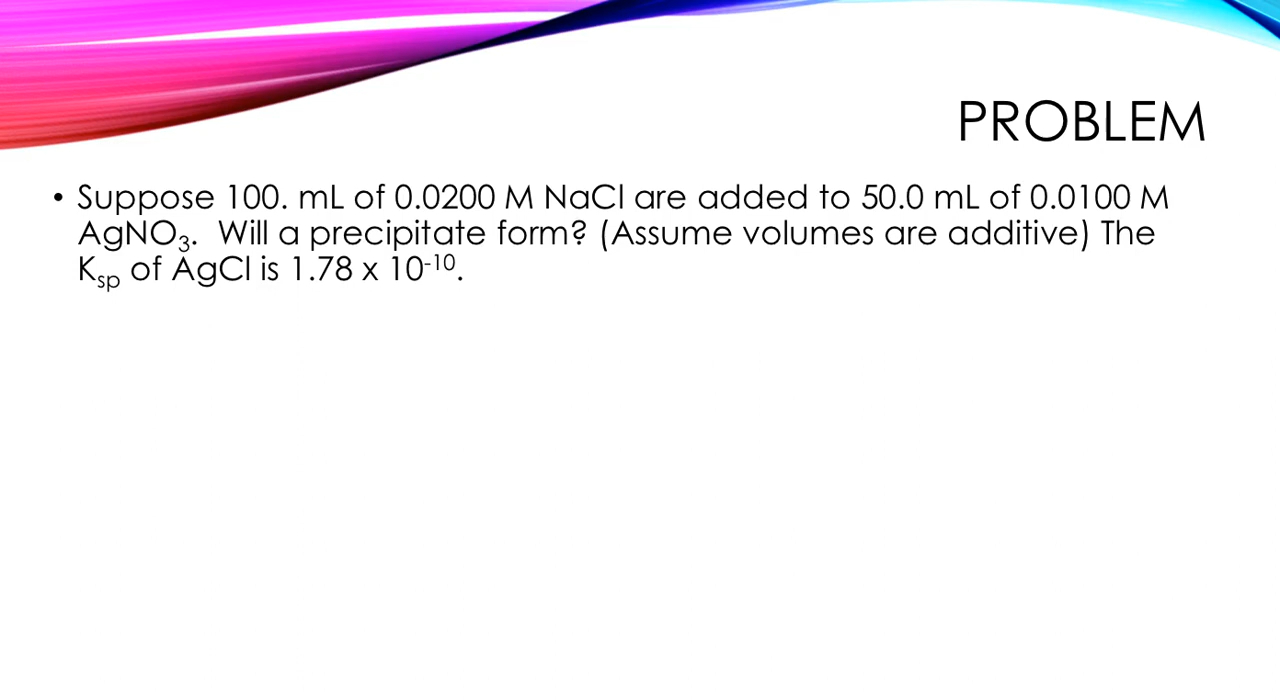 PROBLEM
• Suppose 100. mL of 0.0200 M NaCl are added to 50.0 mL of 0.0100 M
AgNO₃.  Will a precipitate form? (Assume volumes are additive) The
Kₛₚ of AgCl is 1.78 x 10⁻¹⁰.